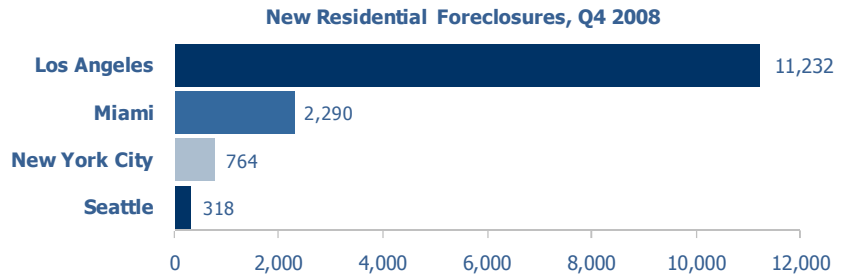 New Residential Foreclosures, Q4 2008
Los Angeles 11,232
Miami 2,290
New York City 764
Seattle 318
0 2,000 4,000 6,000 8,000 10,000 12,000